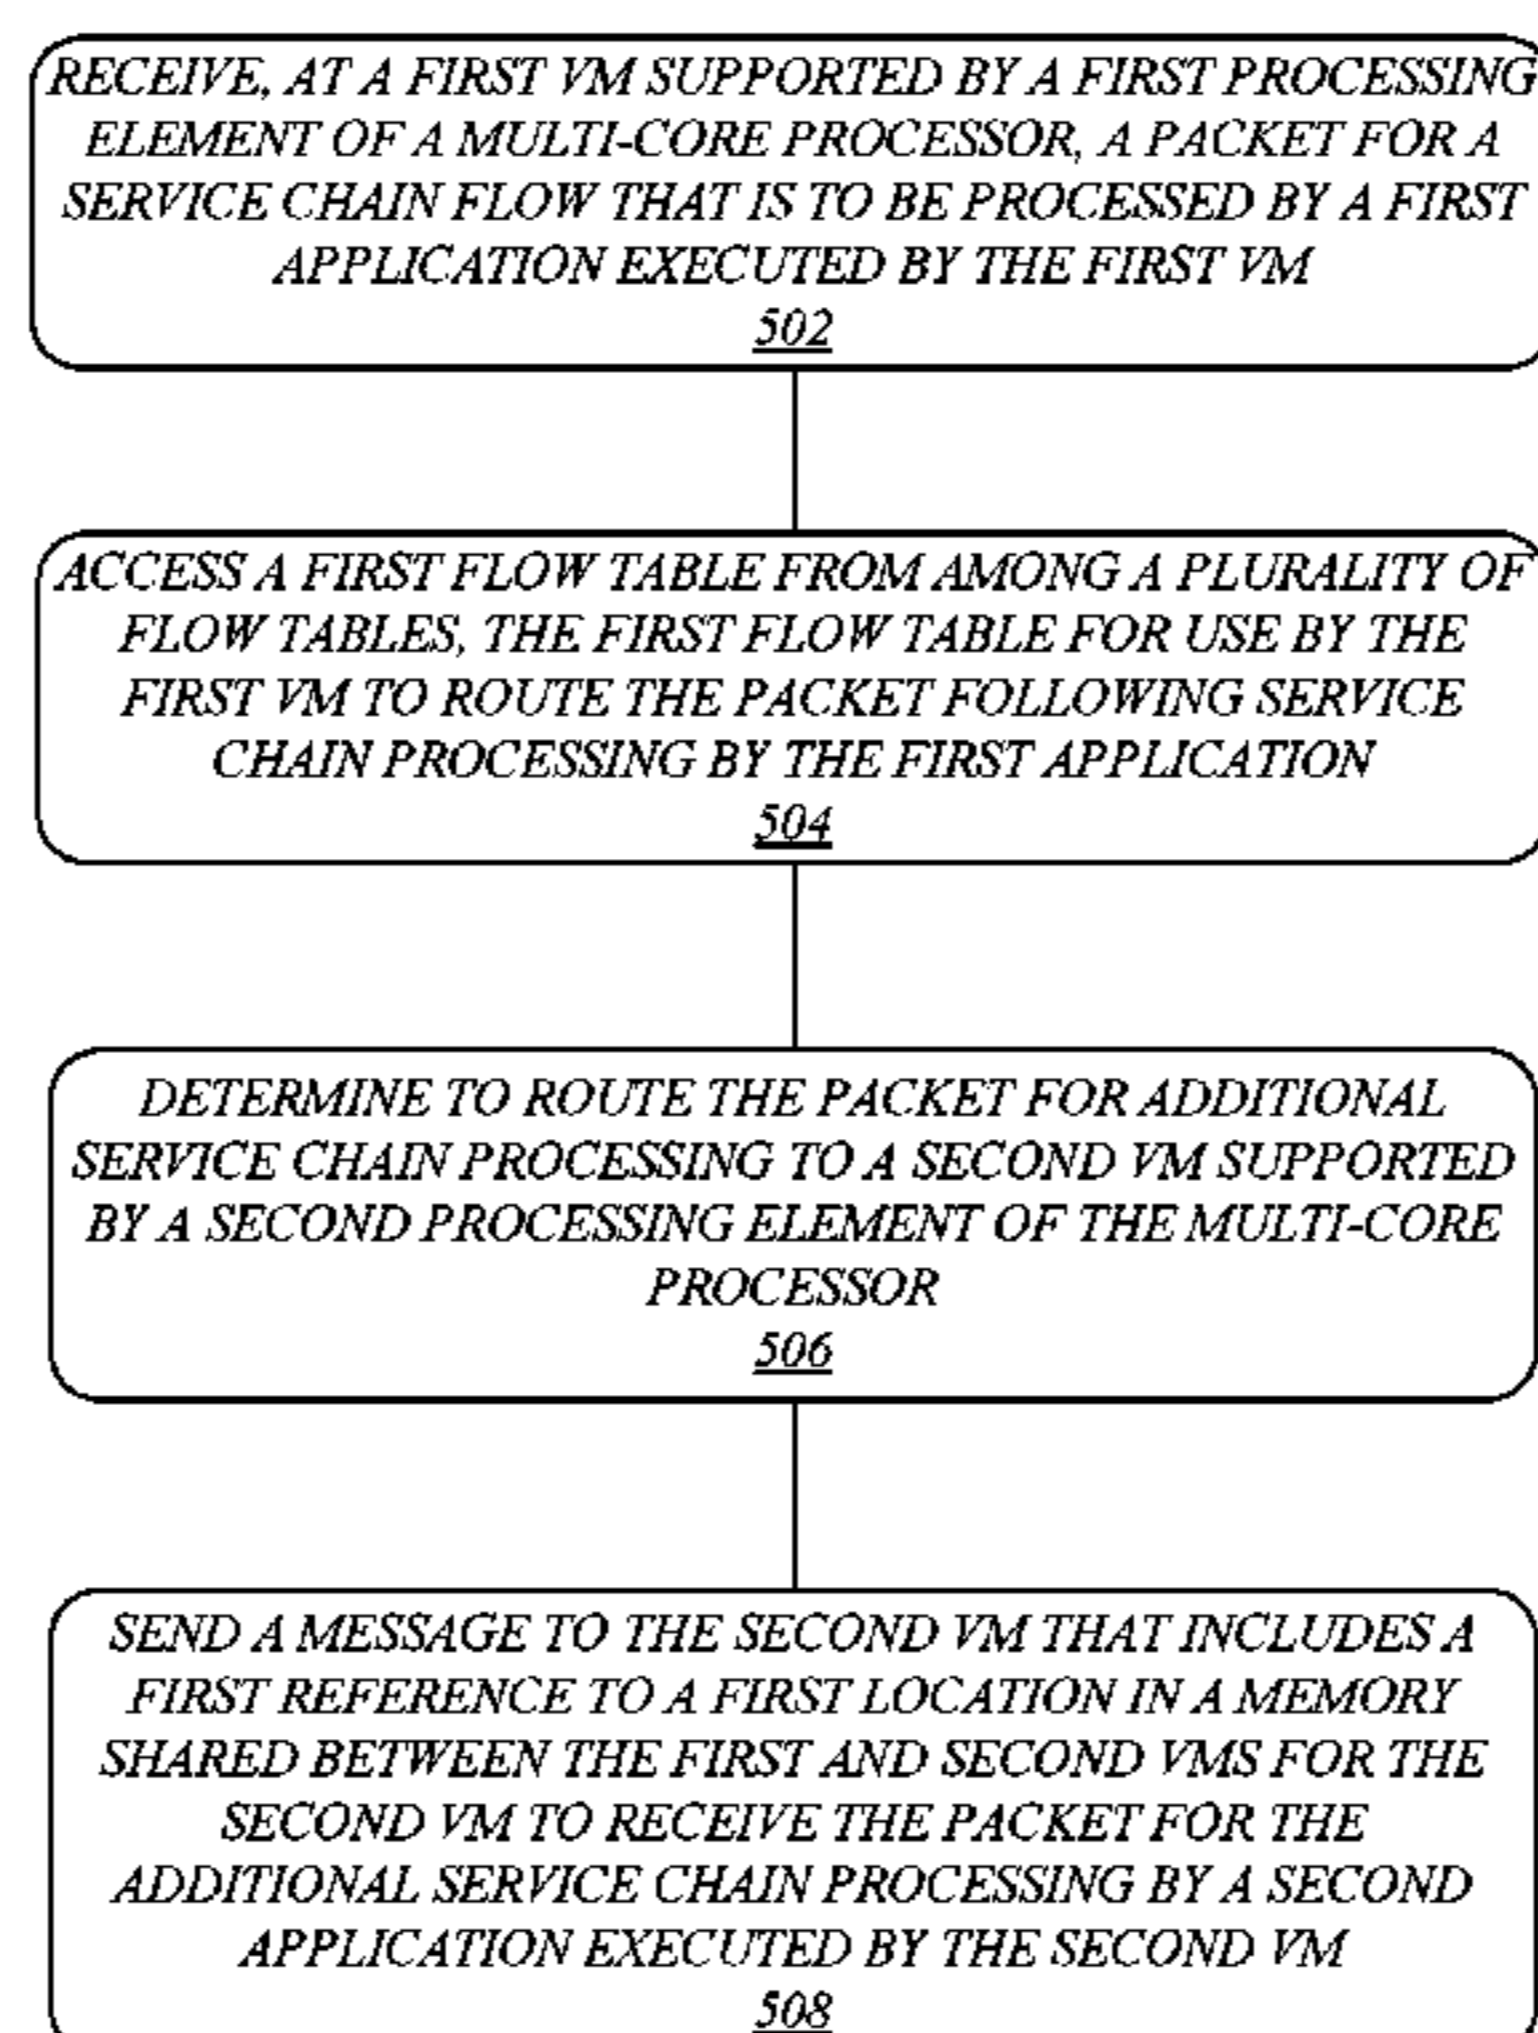 RECEIVE, AT A FIRST VM SUPPORTED BY A FIRST PROCESSING
ELEMENT OF A MULTI-CORE PROCESSOR, A PACKET FOR A
SERVICE CHAIN FLOW THAT IS TO BE PROCESSED BY A FIRST
APPLICATION EXECUTED BY THE FIRST VM
502
ACCESS A FIRST FLOW TABLE FROM AMONG A PLURALITY OF
FLOW TABLES, THE FIRST FLOW TABLE FOR USE BY THE
FIRST VM TO ROUTE THE PACKET FOLLOWING SERVICE
CHAIN PROCESSING BY THE FIRST APPLICATION
504
DETERMINE TO ROUTE THE PACKET FOR ADDITIONAL
SERVICE CHAIN PROCESSING TO A SECOND VM SUPPORTED
BY A SECOND PROCESSING ELEMENT OF THE MULTI-CORE
PROCESSOR
506
SEND A MESSAGE TO THE SECOND VM THAT INCLUDES A
FIRST REFERENCE TO A FIRST LOCATION IN A MEMORY
SHARED BETWEEN THE FIRST AND SECOND VMS FOR THE
SECOND VM TO RECEIVE THE PACKET FOR THE
ADDITIONAL SERVICE CHAIN PROCESSING BY A SECOND
APPLICATION EXECUTED BY THE SECOND VM
508